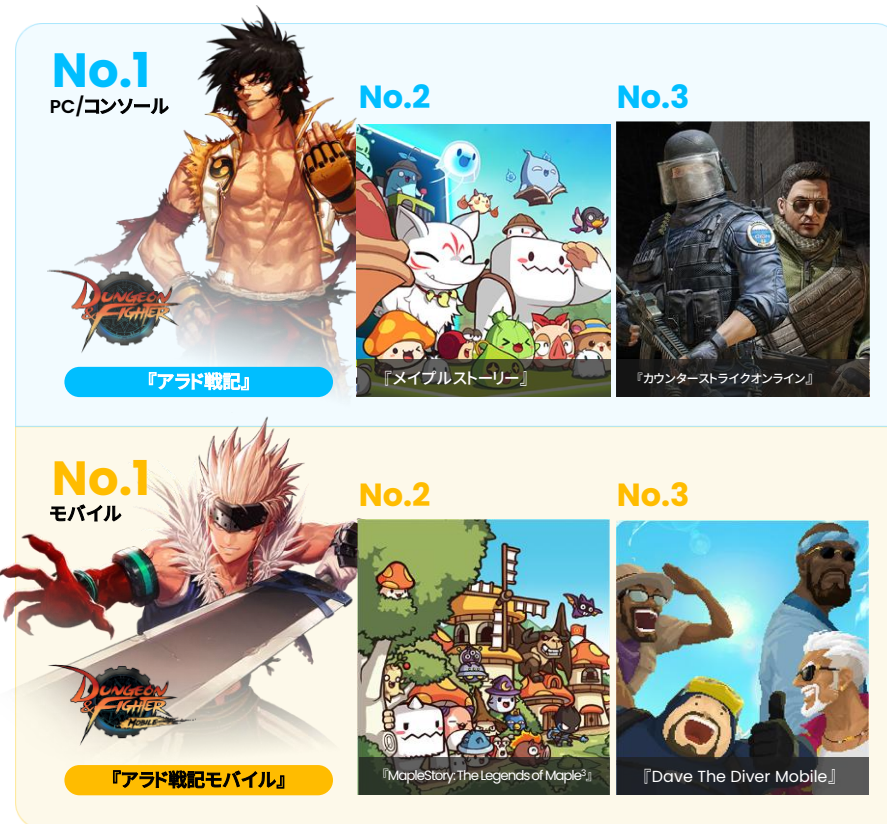 No.1
PC/コンソール
No.2
No.3
DUNGEON
& FIGHTER
『アラド戦記』
『メイプルストーリー』
『カウンターストライクオンライン』
No.1
モバイル
No.2
No.3
DUNGEON
& FIGHTER
MOBILE
『アラド戦記モバイル』
『MapleStory: The Legends of Maple³』
『Dave The Diver Mobile』